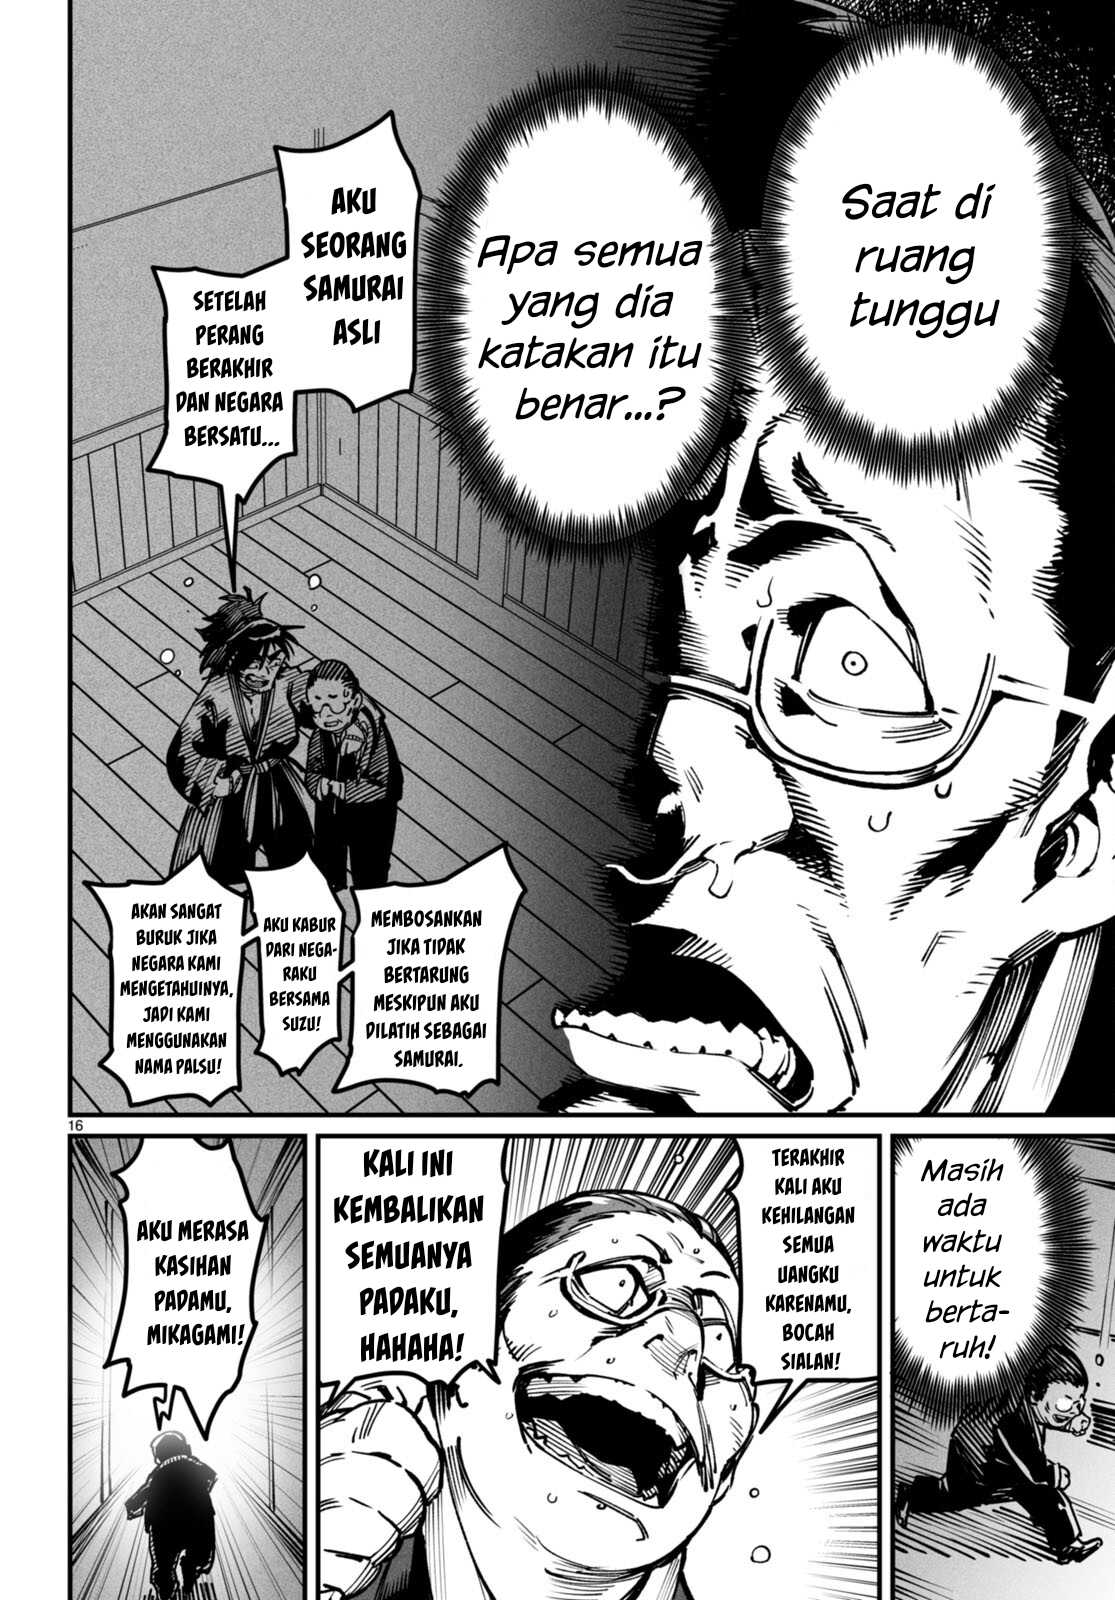 Saat di
ruang
tunggu
Apa semua
yang dia
katakan itu
benar...?
AKU
SEORANG
SAMURAI
ASLI
SETELAH
PERANG
BERAKHIR
DAN NEGARA
BERSATU...
MEMBOSANKAN
JIKA TIDAK
BERTARUNG
MESKIPUN AKU
DILATIH SEBAGAI
SAMURAI.
AKU KABUR
DARI NEGA-
RAKU
BERSAMA
SUZU!
AKAN SANGAT
BURUK JIKA
NEGARA KAMI
MENGETAHUINYA,
JADI KAMI
MENGGUNAKAN
NAMA PALSU!
16
Masih
ada
waktu
untuk
berta-
ruh!
TERAKHIR
KALI AKU
KEHILANGAN
SEMUA
UANGKU
KARENAMU,
BOCAH
SIALAN!
KALI INI
KEMBALIKAN
SEMUANYA
PADAKU,
HAHAHA!
AKU MERASA
KASIHAN
PADAMU,
MIKAGAMI!